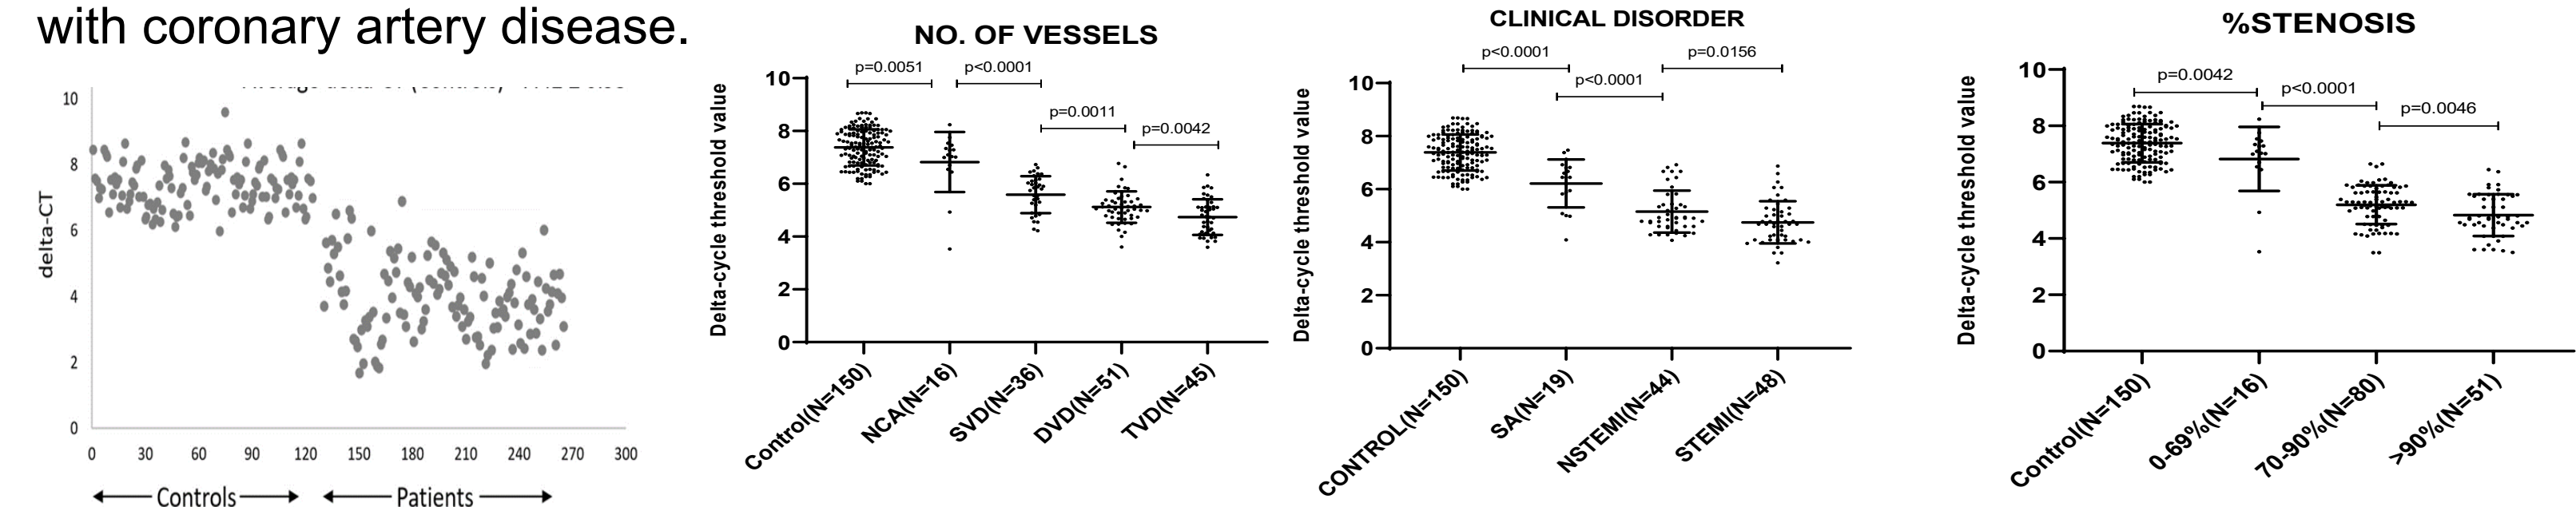 with coronary artery disease.
10
8
6
4
2
0
delta-CT
0 30 60 90 120 150 180 210 240 270 300
Controls Patients
NO. OF VESSELS
p=0.0051 p<0.0001
p=0.0011
p=0.0042
Delta-cycle threshold value
10
8
6
4
2
0
Control(N=150) NCA(N=16) SVD(N=36) DVD(N=51) TVD(N=45)
CLINICAL DISORDER
p<0.0001 p=0.0156
p<0.0001
Delta-cycle threshold value
10
8
6
4
2
0
CONTROL(N=150) SA(N=19) NSTEMI(N=44) STEMI(N=48)
%STENOSIS
p=0.0042
p<0.0001
p=0.0046
Delta-cycle threshold value
10
8
6
4
2
0
Control(N=150) 0-69%(N=16) 70-90%(N=80) >90%(N=51)